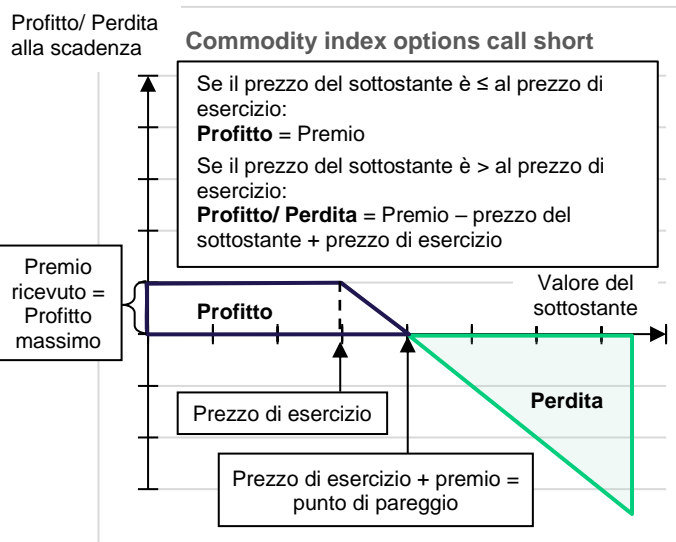 Profitto/ Perdita
alla scadenza
Commodity index options call short
Se il prezzo del sottostante è ≤ al prezzo di
esercizio:
Profitto = Premio
Se il prezzo del sottostante è > al prezzo di
esercizio:
Profitto/ Perdita = Premio – prezzo del
sottostante + prezzo di esercizio
Premio
ricevuto =
Profitto
massimo
Profitto
Valore del
sottostante
Prezzo di esercizio
Perdita
Prezzo di esercizio + premio =
punto di pareggio